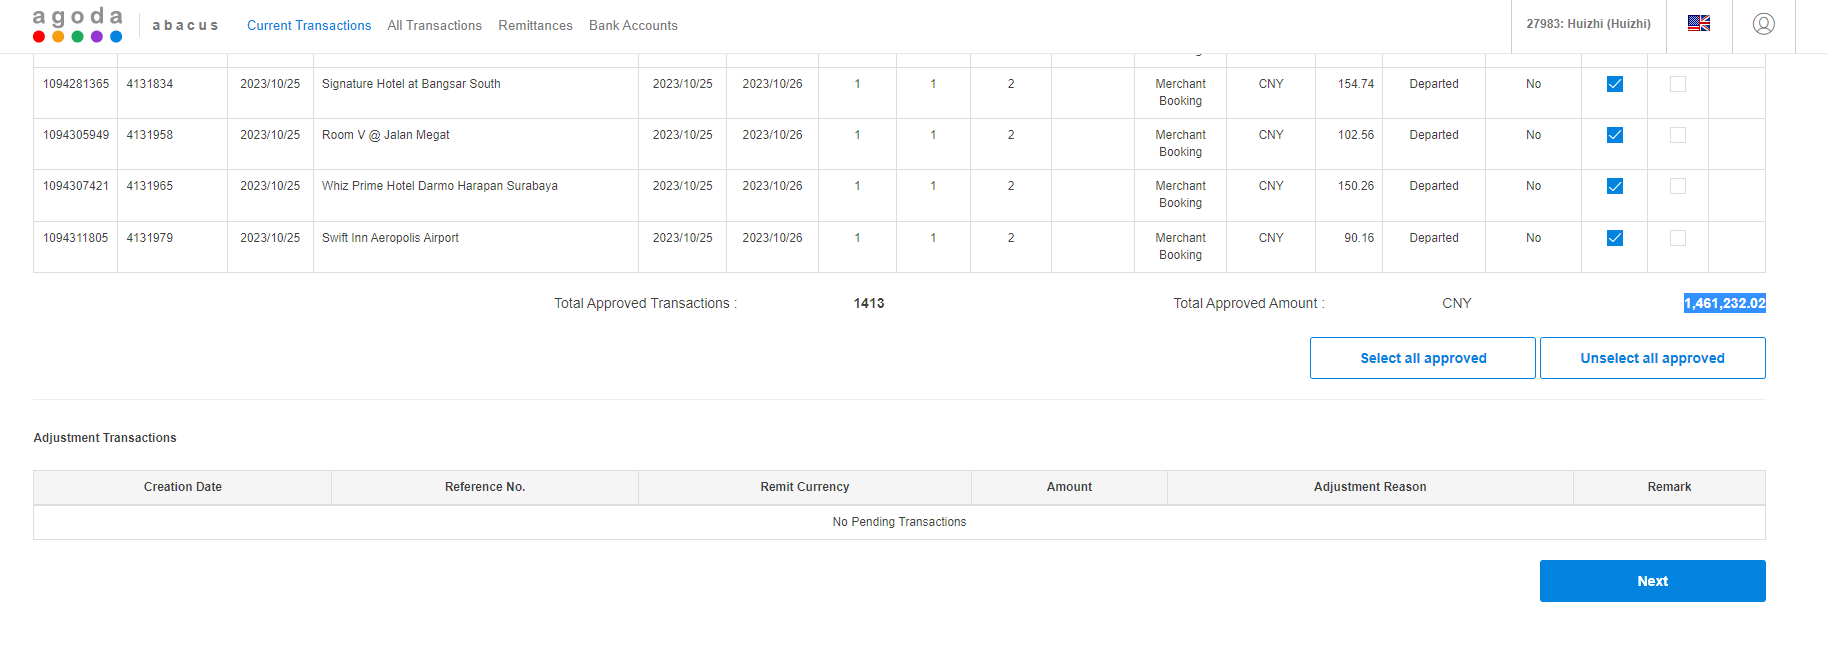 agoda abacus Current Transactions All Transactions Remittances Bank Accounts 27983: Huizhi (Huizhi)
1094281365 4131834 2023/10/25 Signature Hotel at Bangsar South 2023/10/25 2023/10/26 1 1 2 Merchant Booking CNY 154.74 Departed No
1094305949 4131958 2023/10/25 Room V @ Jalan Megat 2023/10/25 2023/10/26 1 1 2 Merchant Booking CNY 102.56 Departed No
1094307421 4131965 2023/10/25 Whiz Prime Hotel Darmo Harapan Surabaya 2023/10/25 2023/10/26 1 1 2 Merchant Booking CNY 150.26 Departed No
1094311805 4131979 2023/10/25 Swift Inn Aeropolis Airport 2023/10/25 2023/10/26 1 1 2 Merchant Booking CNY 90.16 Departed No
Total Approved Transactions : 1413 Total Approved Amount : CNY 1,461,232.02
Select all approved Unselect all approved
Adjustment Transactions
Creation Date Reference No. Remit Currency Amount Adjustment Reason Remark
No Pending Transactions
Next